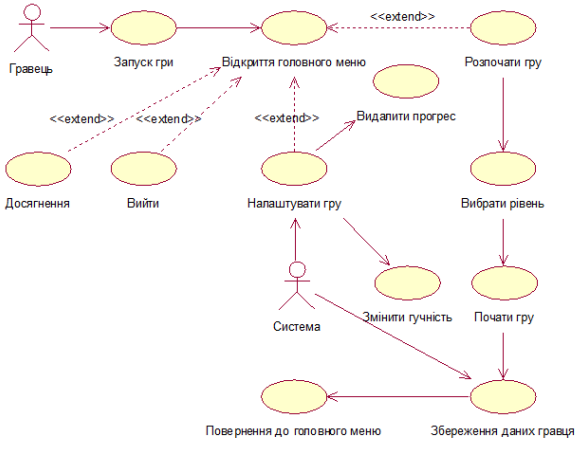 <<extend>>
Гравець
Запуск гри
Відкриття головного меню
Розпочати гру
<<extend>>
<<extend>>
<<extend>>
Видалити прогрес
Досягнення
Вийти
Налаштувати гру
Вибрати рівень
Система
Змінити гучність
Почати гру
Повернення до головного меню
Збереження даних гравця